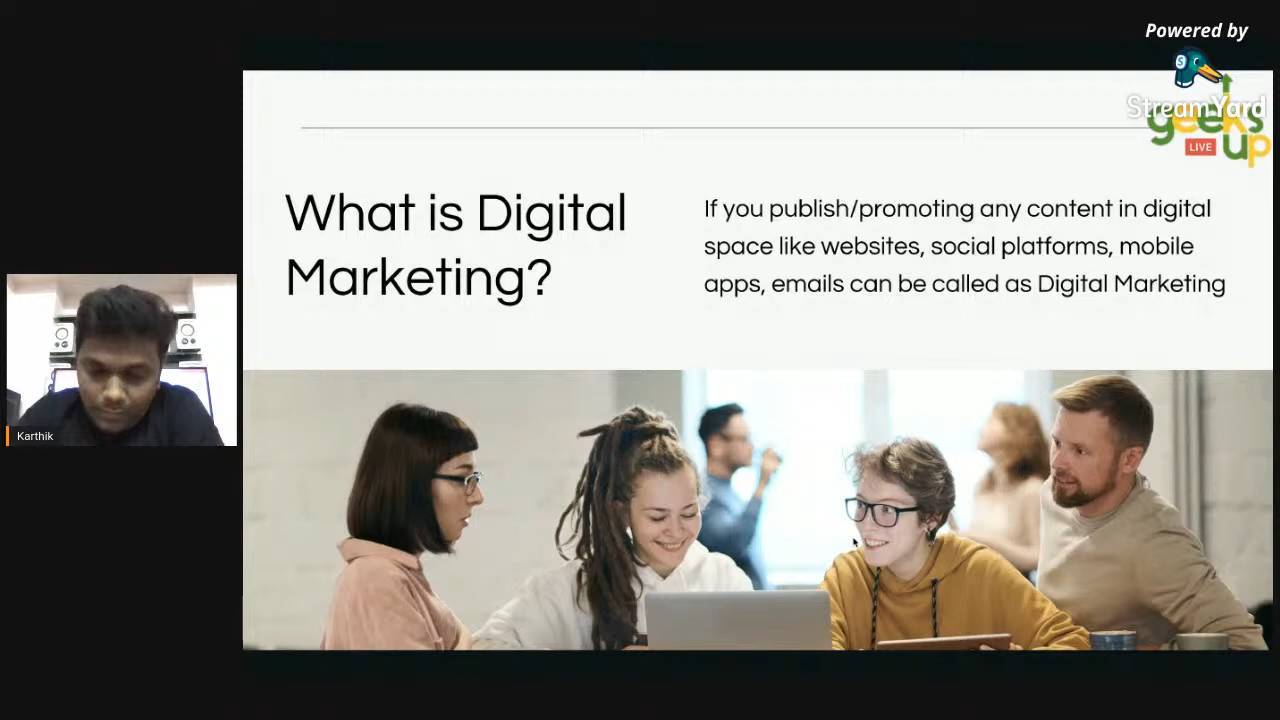 Powered by
StreamYard
geeks
LIVE
up
What is Digital
Marketing?
If you publish/promoting any content in digital
space like websites, social platforms, mobile
apps, emails can be called as Digital Marketing
Karthik